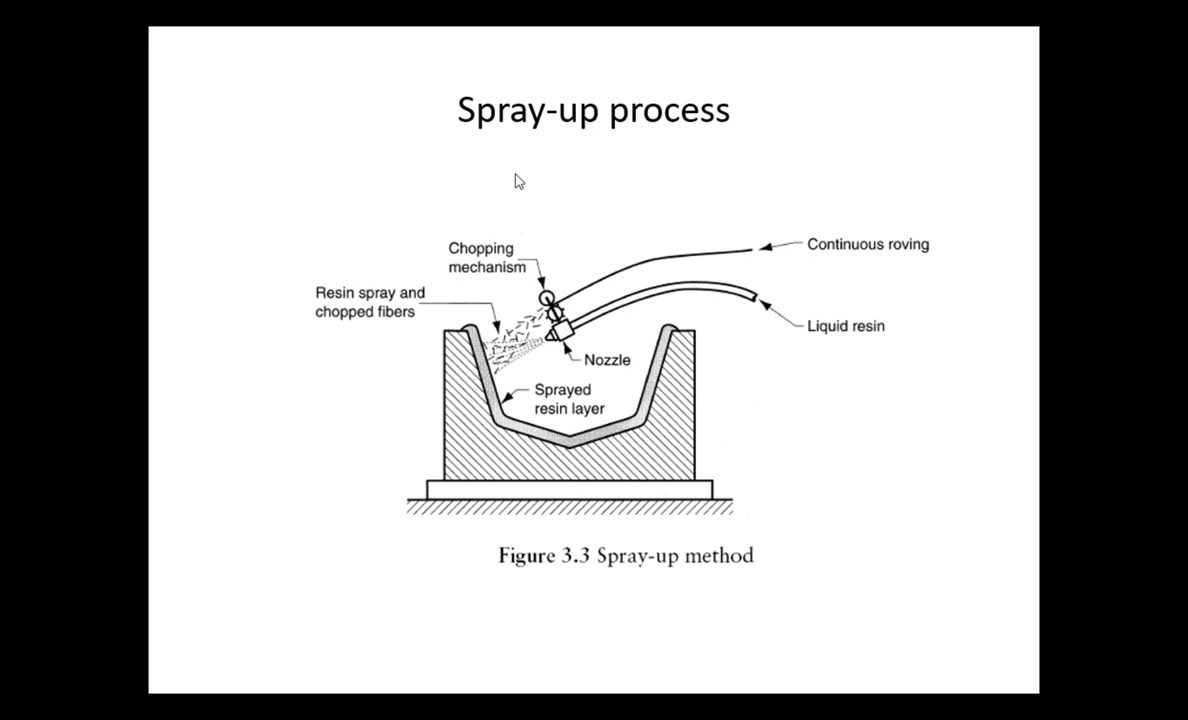 Spray-up process
Chopping
mechanism
Continuous roving
Resin spray and
chopped fibers
Liquid resin
Nozzle
Sprayed
resin layer
Figure 3.3 Spray-up method